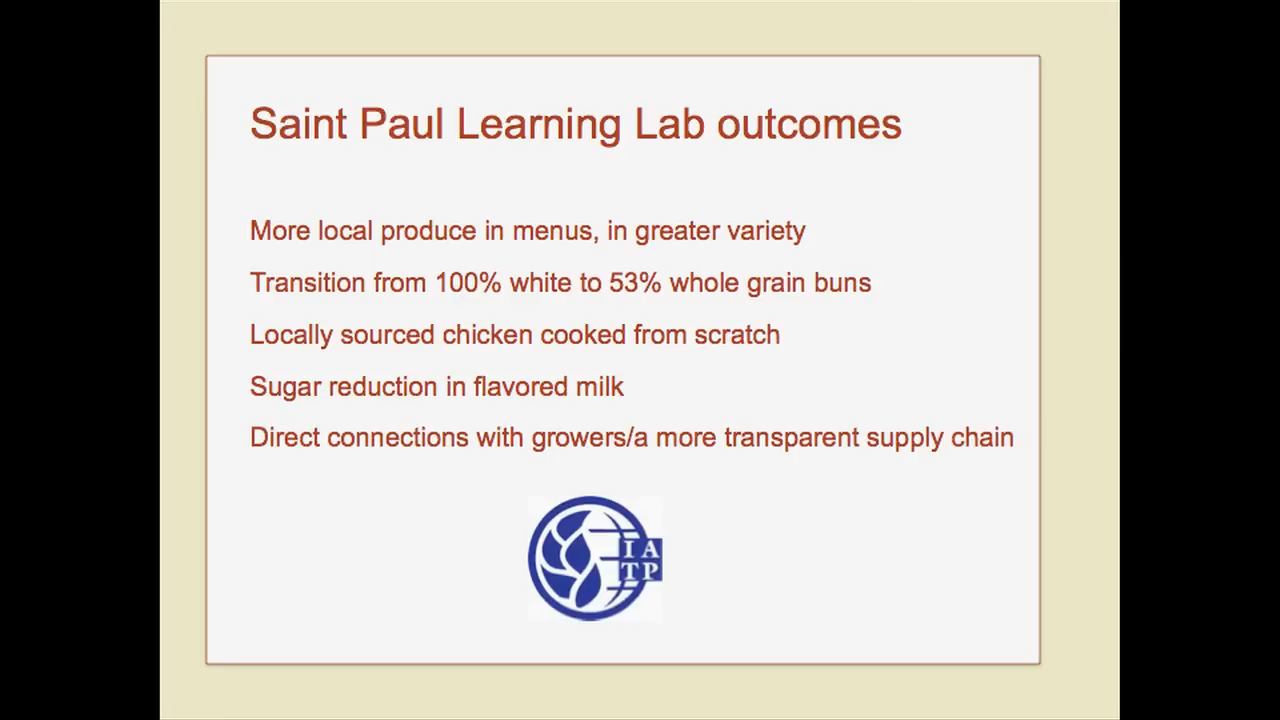 Saint Paul Learning Lab outcomes
More local produce in menus, in greater variety
Transition from 100% white to 53% whole grain buns
Locally sourced chicken cooked from scratch
Sugar reduction in flavored milk
Direct connections with growers/a more transparent supply chain
IA
TP